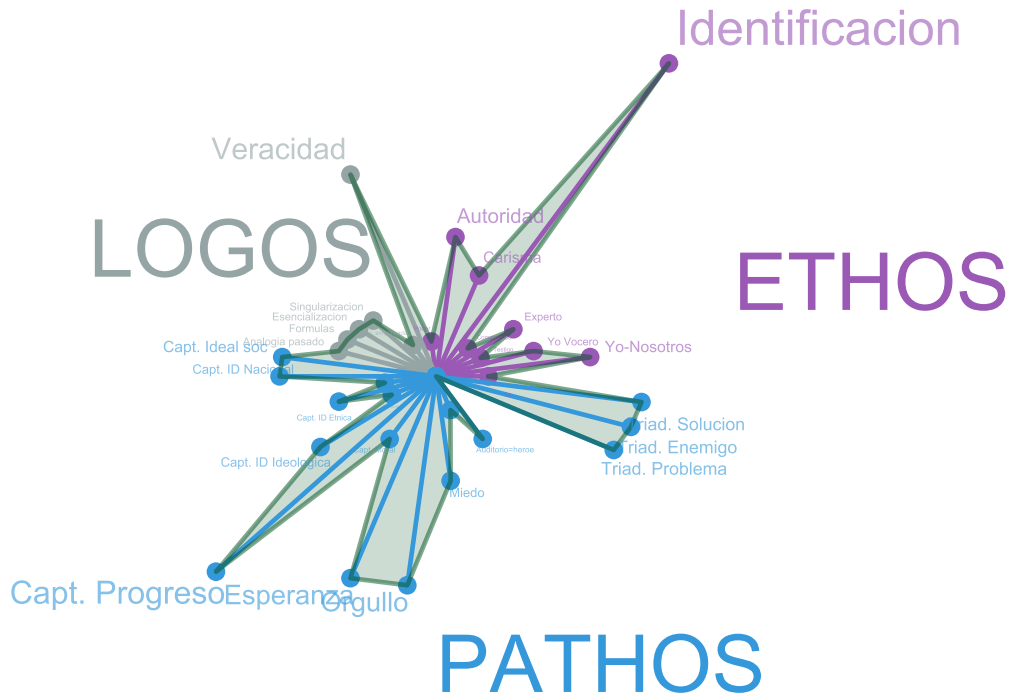 Identificacion
Veracidad
Autoridad
LOGOS
Carisma
ETHOS
Singularizacion
Esencializacion
Experto
Formulas
Analogia pasado
Yo Vocero
Capt. Ideal soc
Yo-Nosotros
Capt. ID Nacional
Capt. ID Etnica
Triad. Solucion
Auditorio=heroe
Triad. Enemigo
Capt. ID Ideologica
Triad. Problema
Miedo
Capt. Progreso
Esperanza
Orgullo
PATHOS